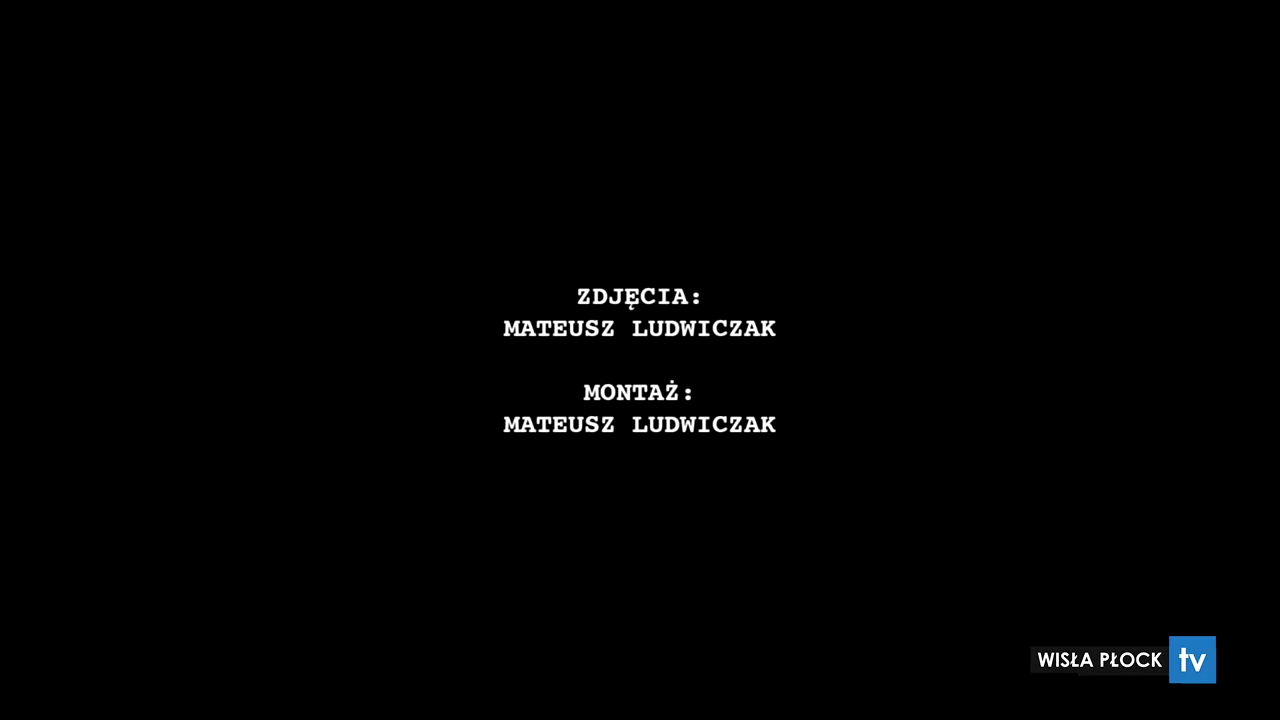 ZDJĘCIA:
MATEUSZ LUDWICZAK
MONTAŻ:
MATEUSZ LUDWICZAK
WISŁA PŁOCK tv